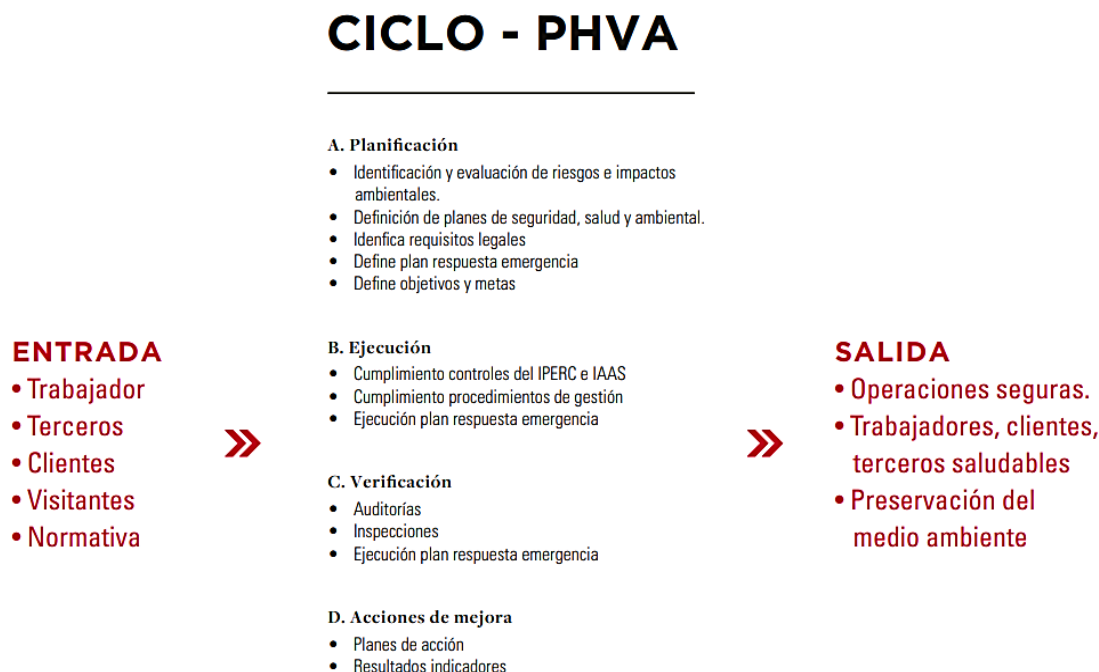 CICLO - PHVA
A. Planificación
• Identificación y evaluación de riesgos e impactos
ambientales.
• Definición de planes de seguridad, salud y ambiental.
• Idenfica requisitos legales
• Define plan respuesta emergencia
• Define objetivos y metas
B. Ejecución
• Cumplimiento controles del IPERC e IAAS
• Cumplimiento procedimientos de gestión
• Ejecución plan respuesta emergencia
C. Verificación
• Auditorías
• Inspecciones
• Ejecución plan respuesta emergencia
D. Acciones de mejora
• Planes de acción
• Resultados indicadores
ENTRADA
• Trabajador
• Terceros
• Clientes
• Visitantes
• Normativa
SALIDA
• Operaciones seguras.
• Trabajadores, clientes,
terceros saludables
• Preservación del
medio ambiente